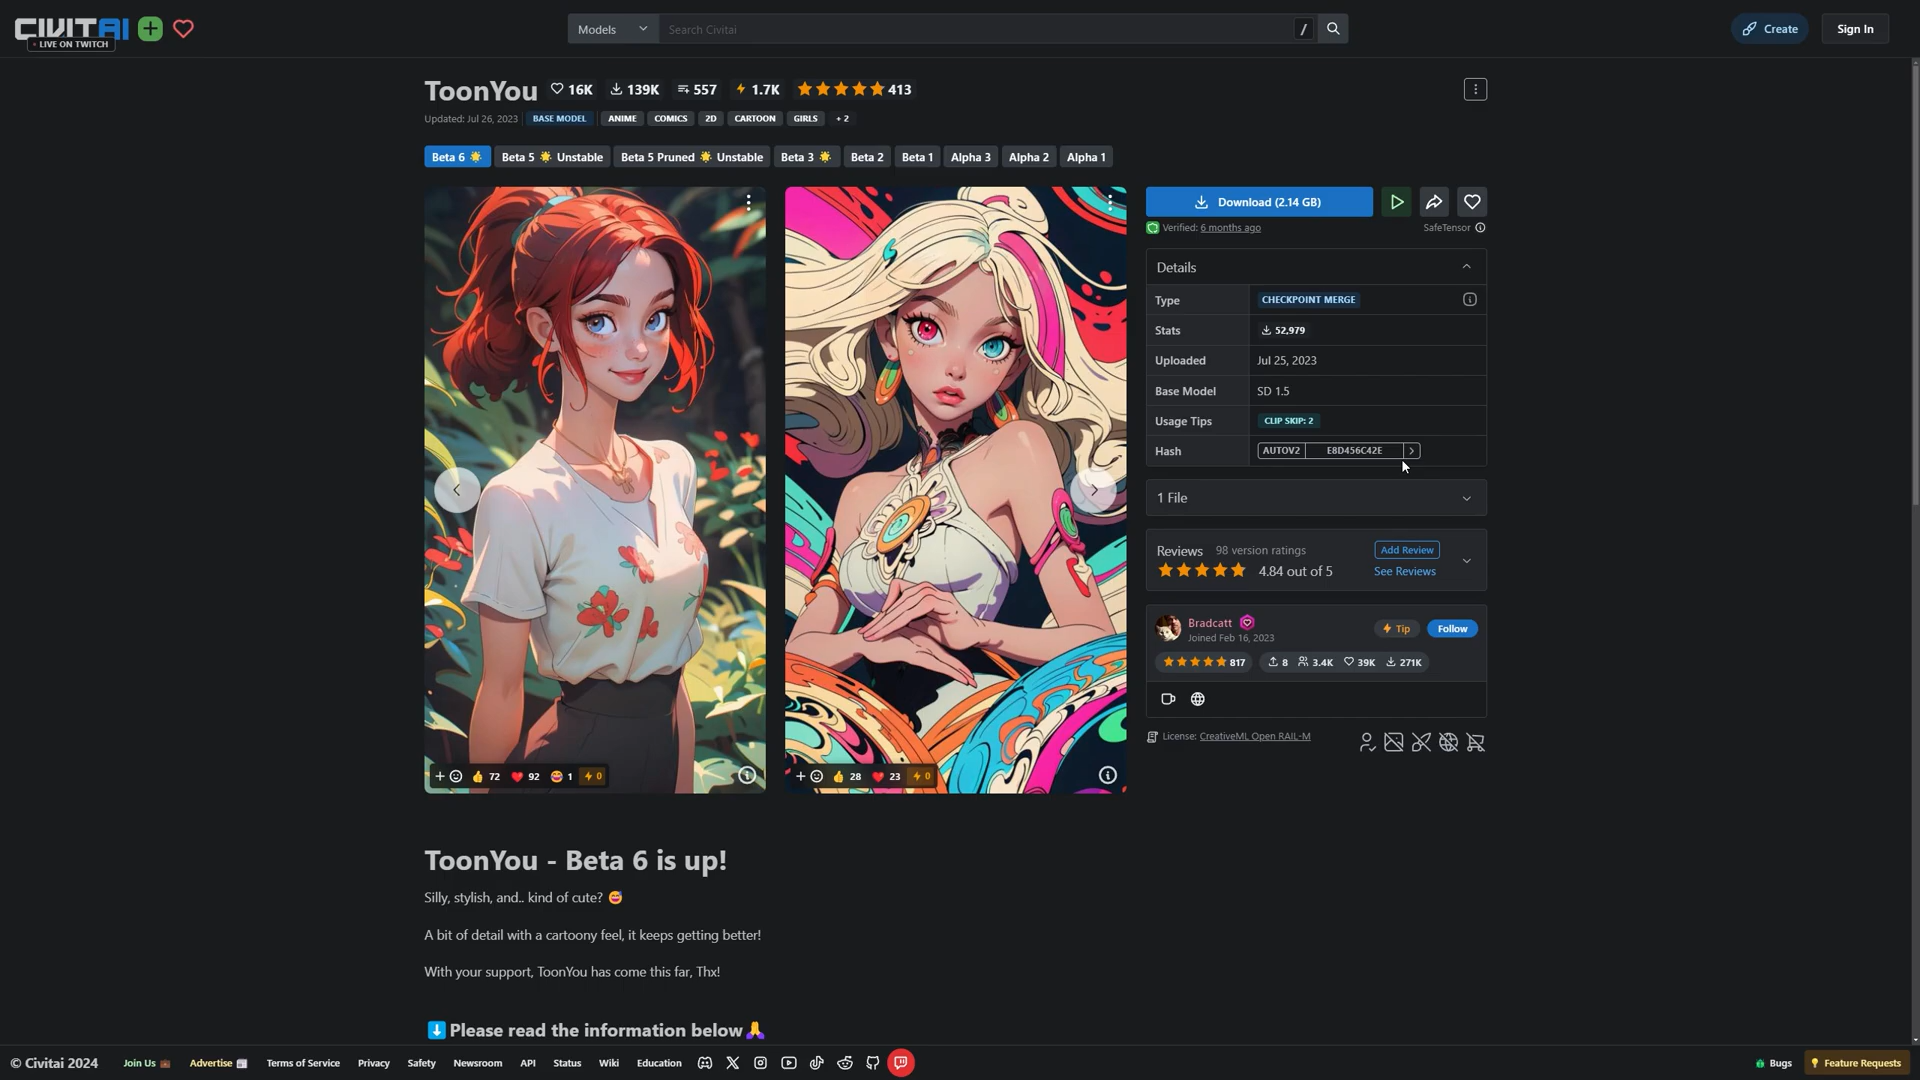 CIVITAI
• LIVE ON TWITCH
Models
Search Civitai
/
Create
Sign In
ToonYou 16K 139K 557 1.7K 413
Updated: Jul 26, 2023 BASE MODEL ANIME COMICS 2D CARTOON GIRLS + 2
Beta 6 🌟 Beta 5 🌟 Unstable Beta 5 Pruned 🌟 Unstable Beta 3 🌟 Beta 2 Beta 1 Alpha 3 Alpha 2 Alpha 1
Download (2.14 GB)
Verified: 6 months ago SafeTensor
Details
Type CHECKPOINT MERGE
Stats 52,979
Uploaded Jul 25, 2023
Base Model SD 1.5
Usage Tips CLIP SKIP: 2
Hash AUTOV2 E8D456C42E
1 File
Reviews 98 version ratings Add Review
4.84 out of 5 See Reviews
Bradcatt
Joined Feb 16, 2023
Tip Follow
817 8 3.4K 39K 271K
License: CreativeML Open RAIL-M
+ 👍 72 ❤️ 92 😂 1 0
+ 👍 28 ❤️ 23 0
ToonYou - Beta 6 is up!
Silly, stylish, and.. kind of cute? 😅
A bit of detail with a cartoony feel, it keeps getting better!
With your support, ToonYou has come this far, Thx!
⬇️Please read the information below🙏
© Civitai 2024 Join Us Advertise Terms of Service Privacy Safety Newsroom API Status Wiki Education Bugs Feature Requests